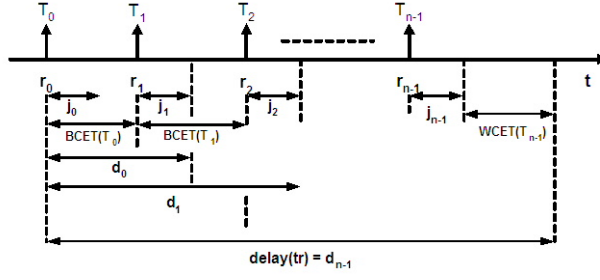 T0 T1 T2 Tn-1
r0 r1 r2 rn-1 t
j0 j1 j2 jn-1
BCET(T0) BCET(T1) WCET(Tn-1)
d0
d1
delay(tr) = dn-1